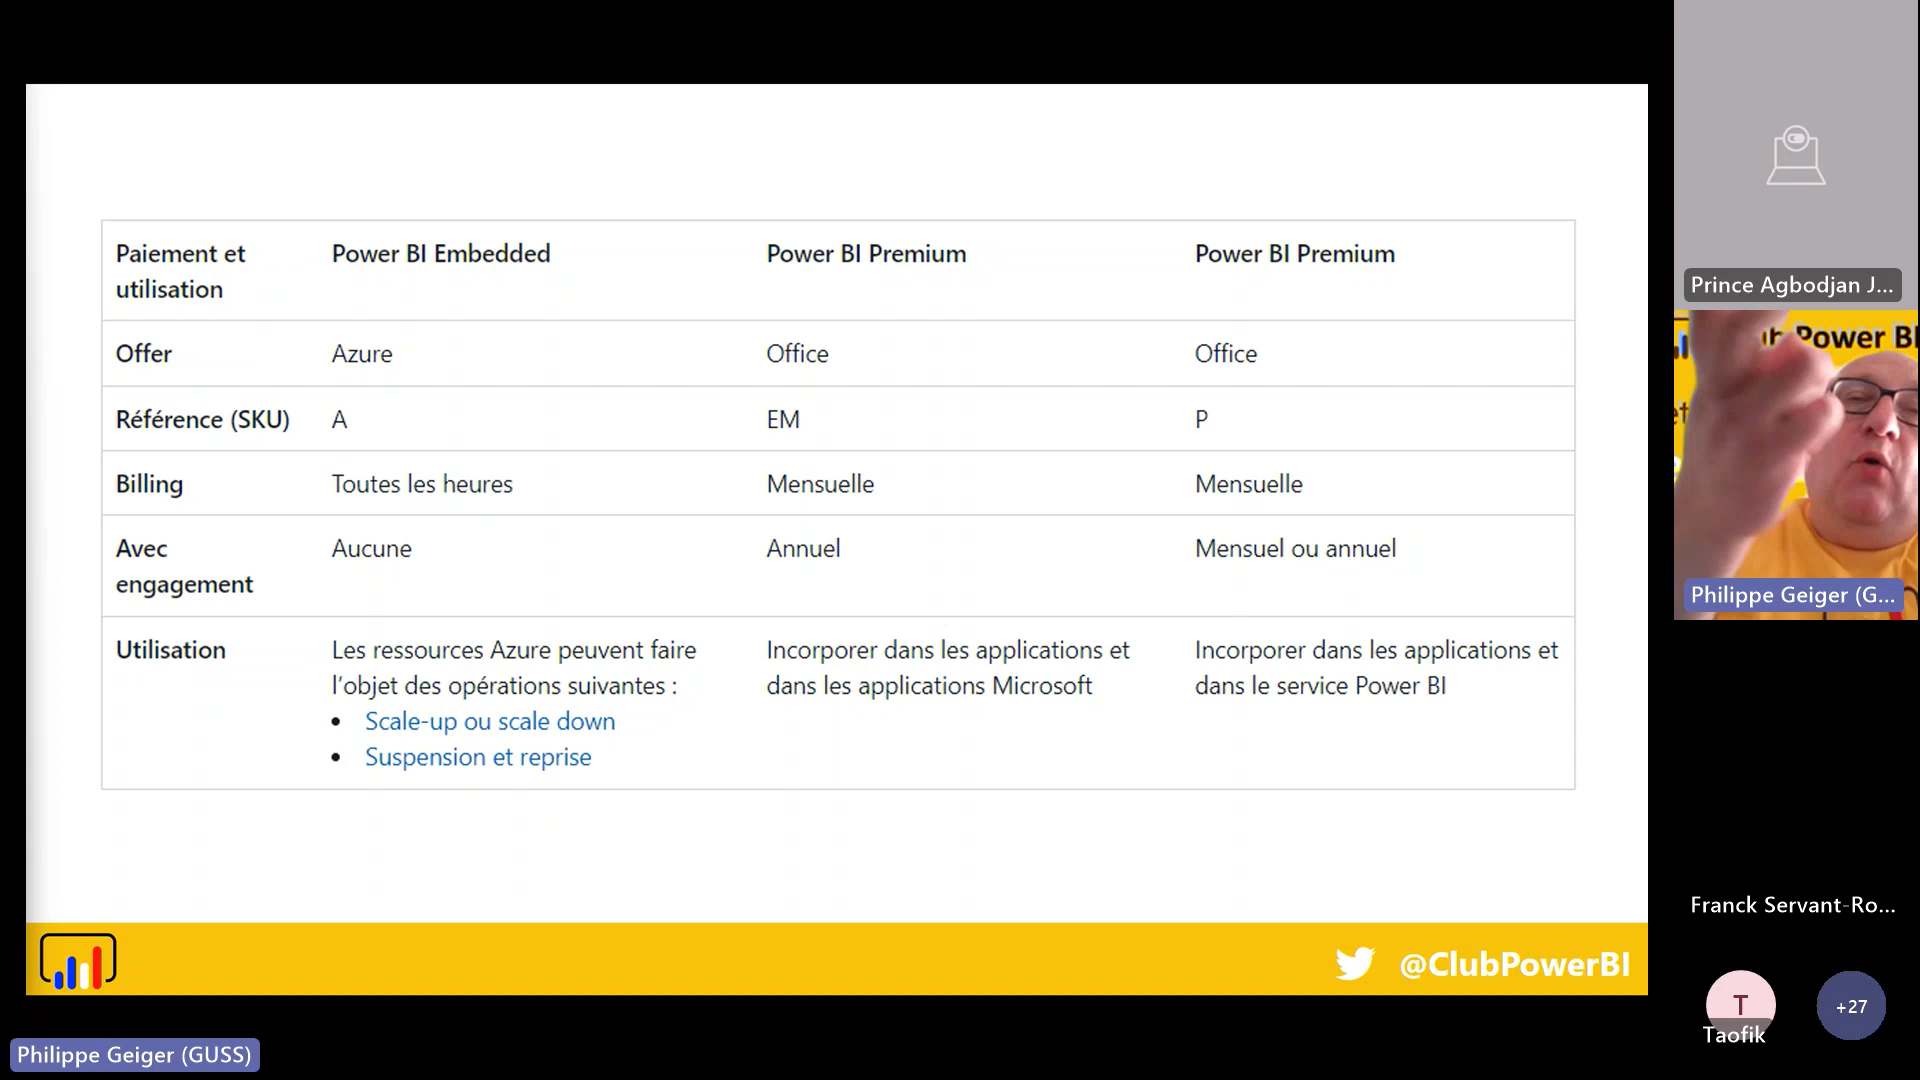 Paiement et utilisation
Power BI Embedded
Power BI Premium
Power BI Premium
Offer
Azure
Office
Office
Référence (SKU)
A
EM
P
Billing
Toutes les heures
Mensuelle
Mensuelle
Avec engagement
Aucune
Annuel
Mensuel ou annuel
Utilisation
Les ressources Azure peuvent faire
l'objet des opérations suivantes :
• Scale-up ou scale down
• Suspension et reprise
Incorporer dans les applications et
dans les applications Microsoft
Incorporer dans les applications et
dans le service Power BI
@ClubPowerBI
Philippe Geiger (GUSS)
Prince Agbodjan J...
Power BI
Philippe Geiger (G...
Franck Servant-Ro...
T
Taofik
+27